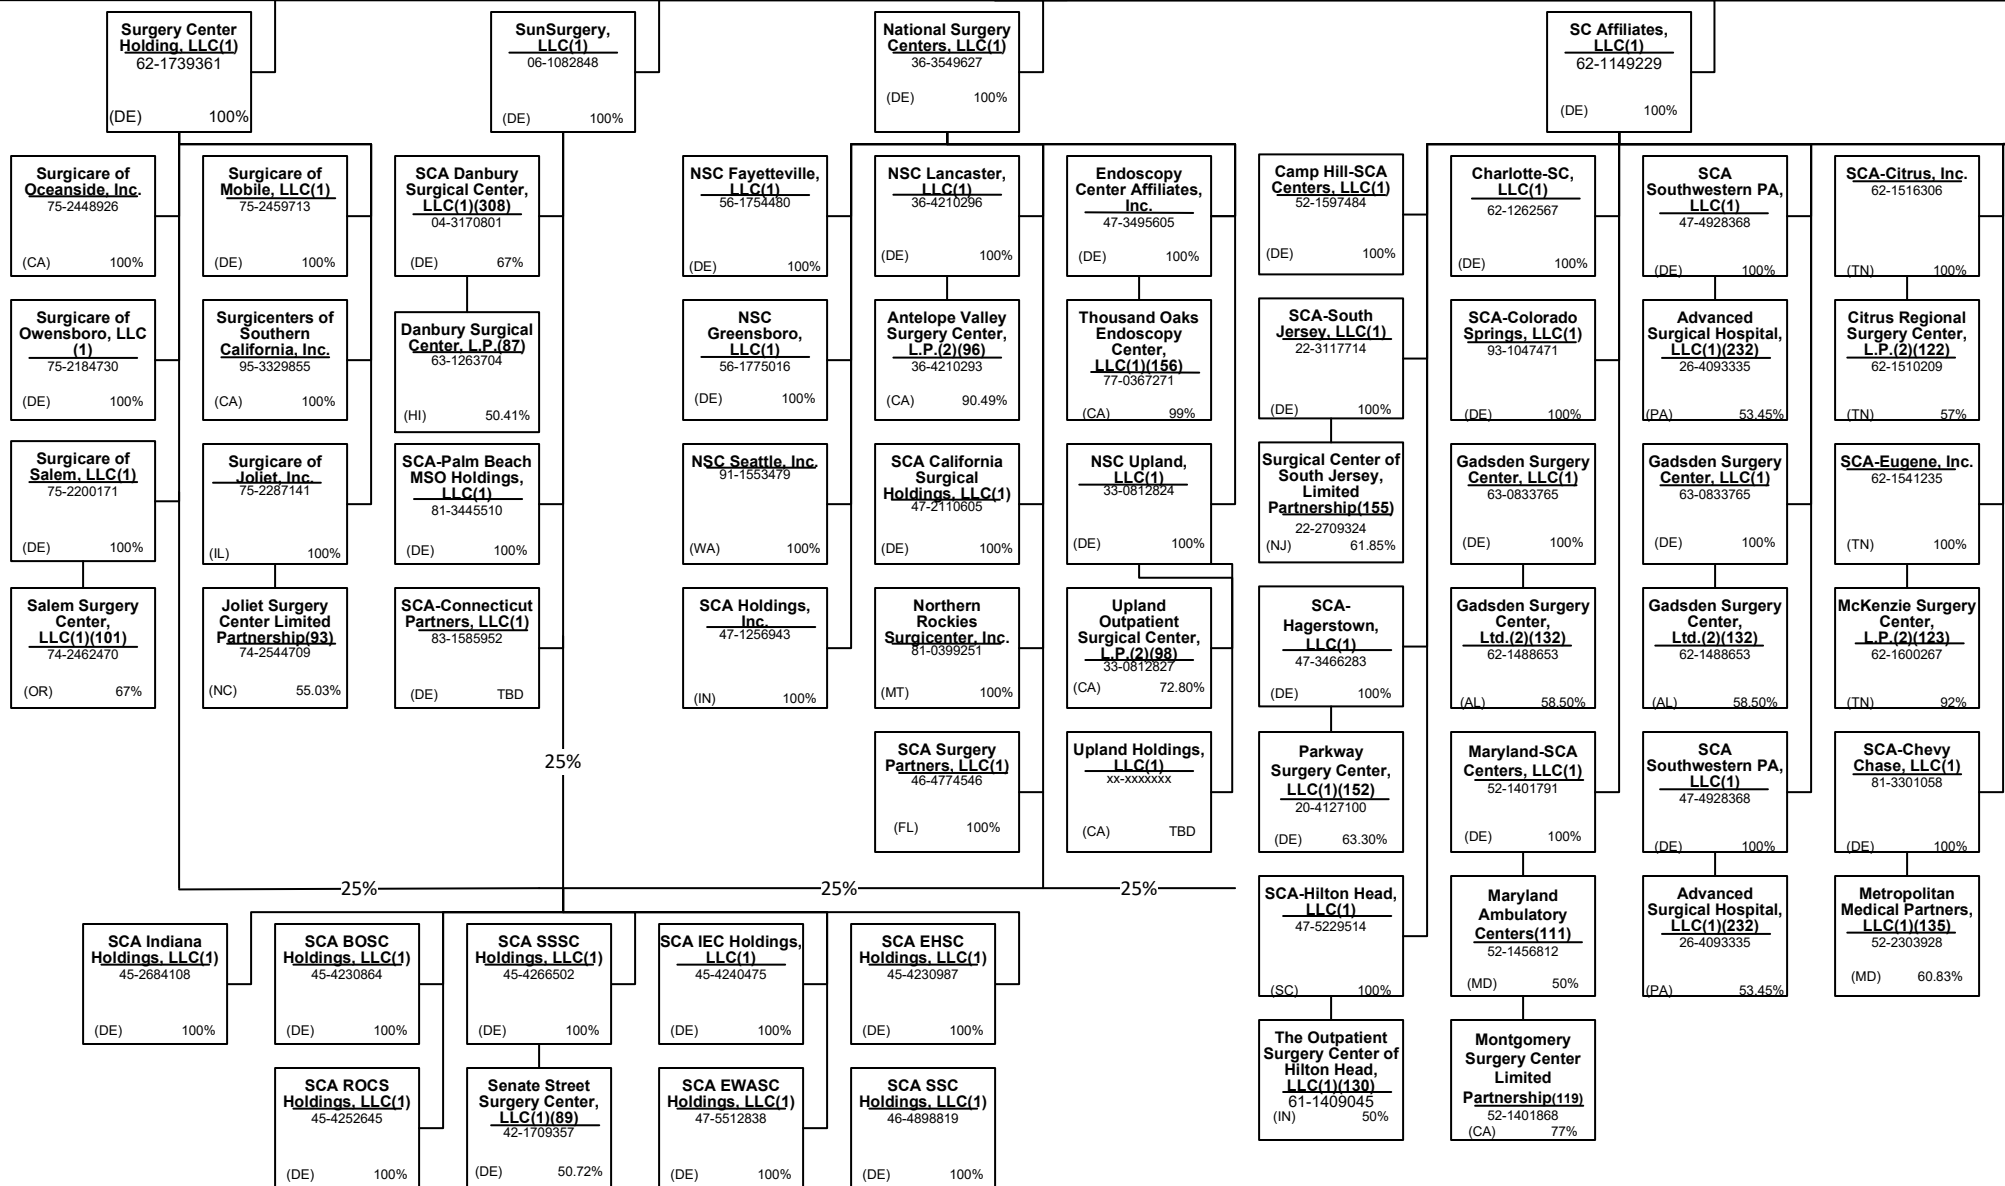 Surgery Center
Holding, LLC(1)
62-1739361
(DE) 100%
SunSurgery,
LLC(1)
06-1082848
(DE) 100%
National Surgery
Centers, LLC(1)
36-3549627
(DE) 100%
SC Affiliates,
LLC(1)
62-1149229
(DE) 100%
Surgicare of
Oceanside, Inc.
75-2448926
(CA) 100%
Surgicare of
Mobile, LLC(1)
75-2459713
(DE) 100%
SCA Danbury
Surgical Center,
LLC(1)(308)
04-3170801
(DE) 67%
NSC Fayetteville,
LLC(1)
56-1754480
(DE) 100%
NSC Lancaster,
LLC(1)
36-4210296
(DE) 100%
Endoscopy
Center Affiliates,
Inc.
47-3495605
(DE) 100%
Camp Hill-SCA
Centers, LLC(1)
52-1597484
(DE) 100%
Charlotte-SC,
LLC(1)
62-1262567
(DE) 100%
SCA
Southwestern PA,
LLC(1)
47-4928368
(DE) 100%
SCA-Citrus, Inc.
62-1516306
(TN) 100%
Surgicare of
Owensboro, LLC
(1)
75-2184730
(DE) 100%
Surgicenters of
Southern
California, Inc.
95-3329855
(CA) 100%
Danbury Surgical
Center, L.P.(87)
63-1263704
(HI) 50.41%
NSC
Greensboro,
LLC(1)
56-1775016
(DE) 100%
Antelope Valley
Surgery Center,
L.P.(2)(96)
36-4210293
(CA) 90.49%
Thousand Oaks
Endoscopy
Center,
LLC(1)(156)
77-0367271
(CA) 99%
SCA-South
Jersey, LLC(1)
22-3117714
(DE) 100%
SCA-Colorado
Springs, LLC(1)
93-1047471
(DE) 100%
Advanced
Surgical Hospital,
LLC(1)(232)
26-4093335
(PA) 53.45%
Citrus Regional
Surgery Center,
L.P.(2)(122)
62-1510209
(TN) 57%
Surgicare of
Salem, LLC(1)
75-2200171
(DE) 100%
Surgicare of
Joliet, Inc.
75-2287141
(IL) 100%
SCA-Palm Beach
MSO Holdings,
LLC(1)
81-3445510
(DE) 100%
NSC Seattle, Inc.
91-1553479
(WA) 100%
SCA California
Surgical
Holdings, LLC(1)
47-2110605
(DE) 100%
NSC Upland,
LLC(1)
33-0812824
(DE) 100%
Surgical Center of
South Jersey,
Limited
Partnership(155)
22-2709324
(NJ) 61.85%
Gadsden Surgery
Center, LLC(1)
63-0833765
(DE) 100%
Gadsden Surgery
Center, LLC(1)
63-0833765
(DE) 100%
SCA-Eugene, Inc.
62-1541235
(TN) 100%
Salem Surgery
Center,
LLC(1)(101)
74-2462470
(OR) 67%
Joliet Surgery
Center Limited
Partnership(93)
74-2544709
(NC) 55.03%
SCA-Connecticut
Partners, LLC(1)
83-1585952
(DE) TBD
SCA Holdings,
Inc.
47-1256943
(IN) 100%
Northern
Rockies
Surgicenter, Inc.
81-0399251
(MT) 100%
Upland
Outpatient
Surgical Center,
L.P.(2)(98)
33-0812827
(CA) 72.80%
SCA-
Hagerstown,
LLC(1)
47-3466283
(DE) 100%
Gadsden Surgery
Center,
Ltd.(2)(132)
62-1488653
(AL) 58.50%
Gadsden Surgery
Center,
Ltd.(2)(132)
62-1488653
(AL) 58.50%
McKenzie Surgery
Center,
L.P.(2)(123)
62-1600267
(TN) 92%
25%
SCA Surgery
Partners, LLC(1)
46-4774546
(FL) 100%
Upland Holdings,
LLC(1)
xx-xxxxxxx
(CA) TBD
Parkway
Surgery Center,
LLC(1)(152)
20-4127100
(DE) 63.30%
Maryland-SCA
Centers, LLC(1)
52-1401791
(DE) 100%
SCA
Southwestern PA,
LLC(1)
47-4928368
(DE) 100%
SCA-Chevy
Chase, LLC(1)
81-3301058
(DE) 100%
25% 25% 25%
SCA Indiana
Holdings, LLC(1)
45-2684108
(DE) 100%
SCA BOSC
Holdings, LLC(1)
45-4230864
(DE) 100%
SCA SSSC
Holdings, LLC(1)
45-4266502
(DE) 100%
SCA IEC Holdings,
LLC(1)
45-4240475
(DE) 100%
SCA EHSC
Holdings, LLC(1)
45-4230987
(DE) 100%
SCA-Hilton Head,
LLC(1)
47-5229514
(SC) 100%
Maryland
Ambulatory
Centers(111)
52-1456812
(MD) 50%
Advanced
Surgical Hospital,
LLC(1)(232)
26-4093335
(PA) 53.45%
Metropolitan
Medical Partners,
LLC(1)(135)
52-2303928
(MD) 60.83%
SCA ROCS
Holdings, LLC(1)
45-4252645
(DE) 100%
Senate Street
Surgery Center,
LLC(1)(89)
42-1709357
(DE) 50.72%
SCA EWASC
Holdings, LLC(1)
47-5512838
(DE) 100%
SCA SSC
Holdings, LLC(1)
46-4898819
(DE) 100%
The Outpatient
Surgery Center of
Hilton Head,
LLC(1)(130)
61-1409045
(IN) 50%
Montgomery
Surgery Center
Limited
Partnership(119)
52-1401868
(CA) 77%